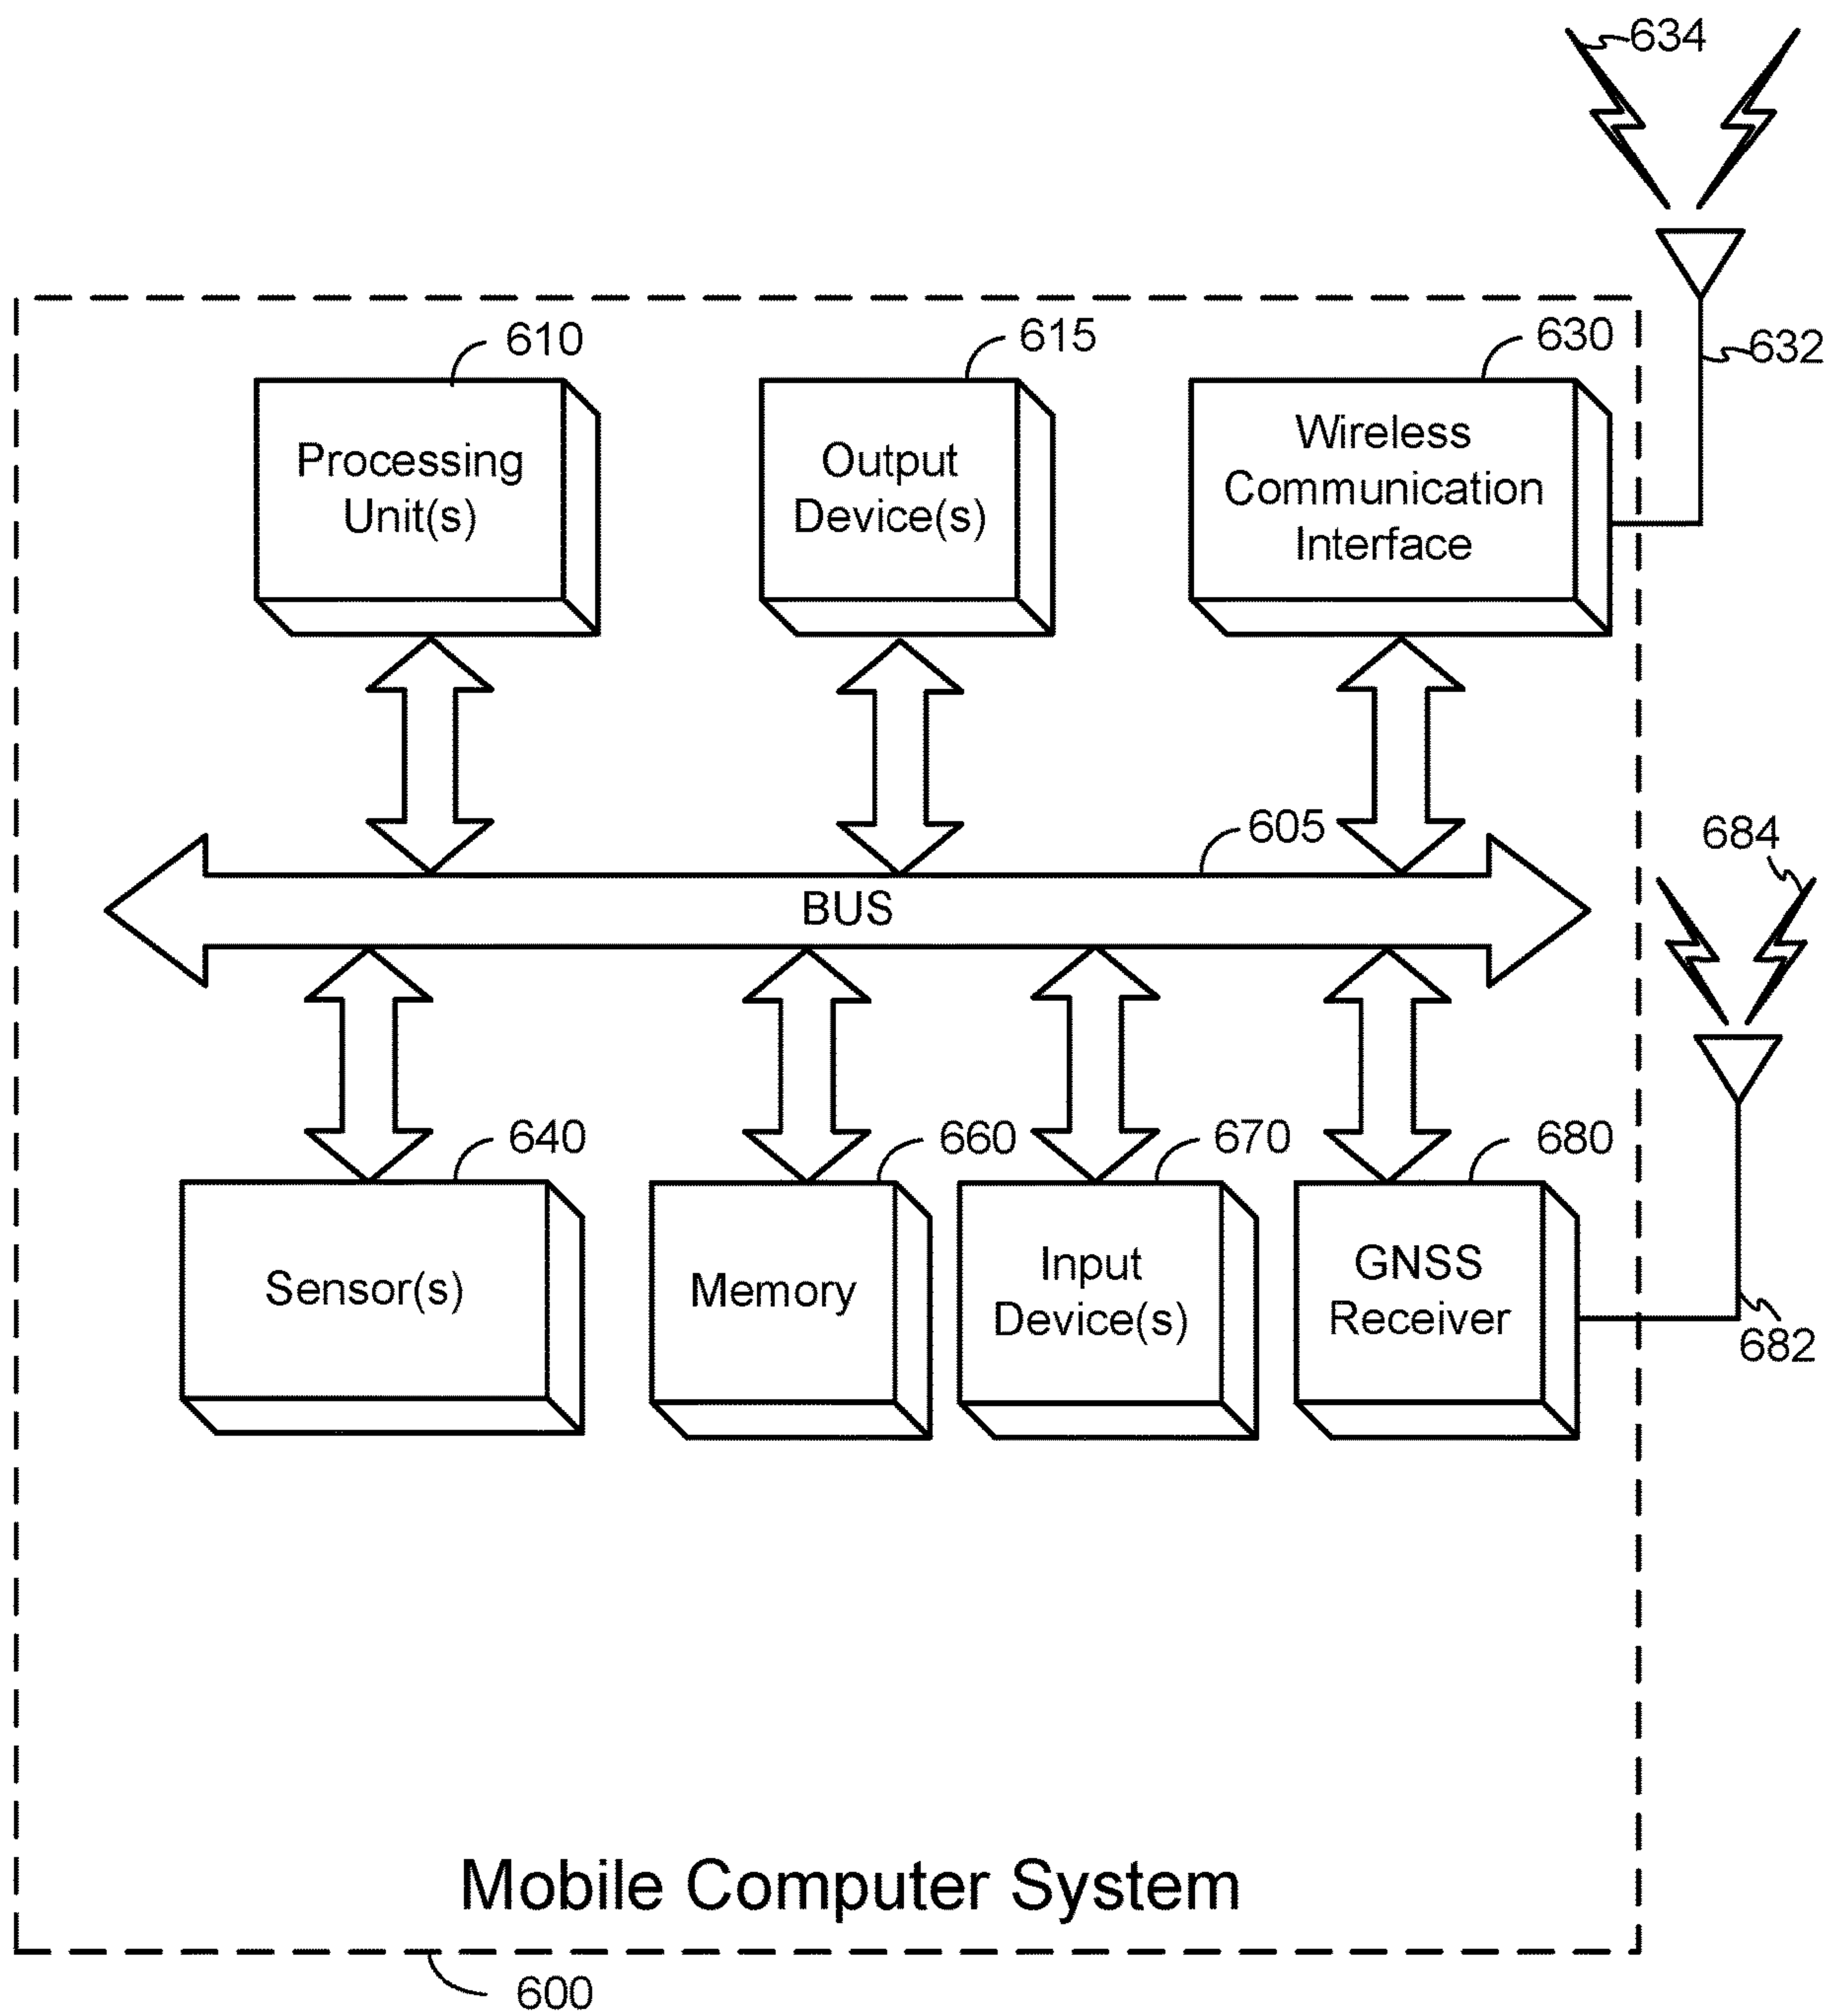 634
610
615
630
632
Processing
Unit(s)
Output
Device(s)
Wireless
Communication
Interface
605
684
BUS
640
660
670
680
Sensor(s)
Memory
Input
Device(s)
GNSS
Receiver
682
Mobile Computer System
600